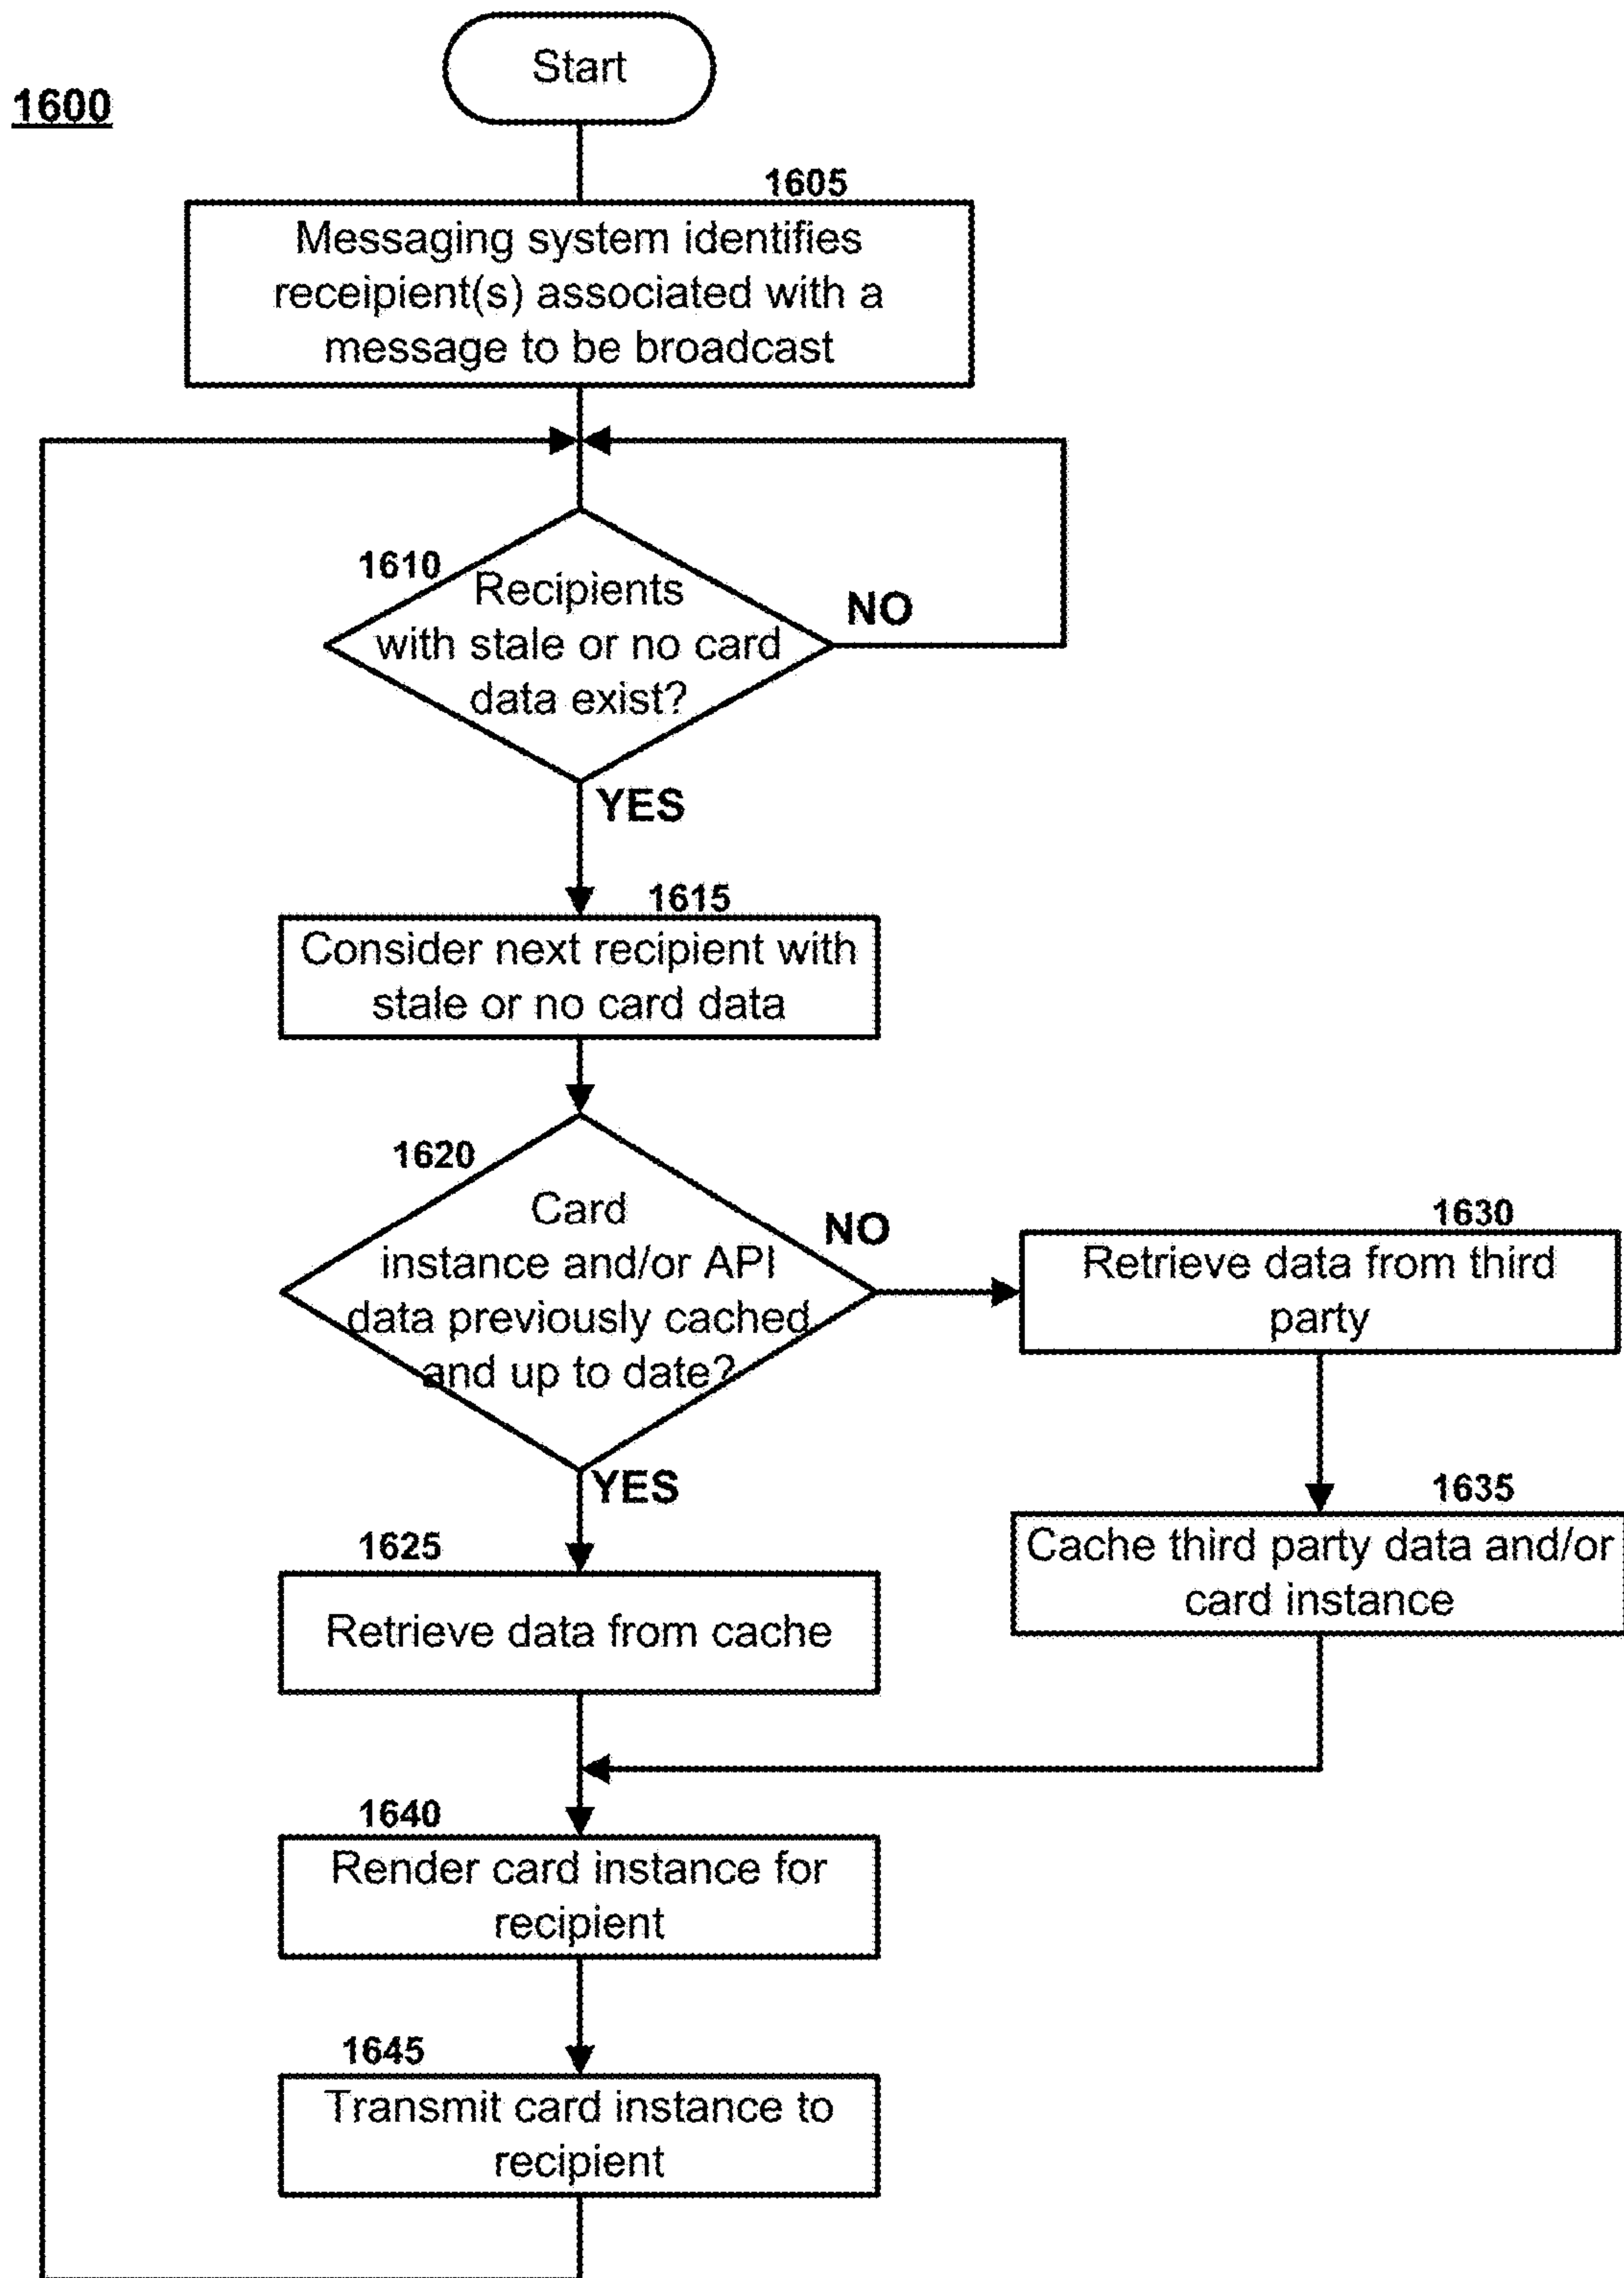 Start
1600
1605
Messaging system identifies
receipient(s) associated with a
message to be broadcast
1610
Recipients
with stale or no card
data exist?
NO
YES
1615
Consider next recipient with
stale or no card data
1620
Card
instance and/or API
data previously cached
and up to date?
NO
YES
1630
Retrieve data from third
party
1635
Cache third party data and/or
card instance
1625
Retrieve data from cache
1640
Render card instance for
recipient
1645
Transmit card instance to
recipient